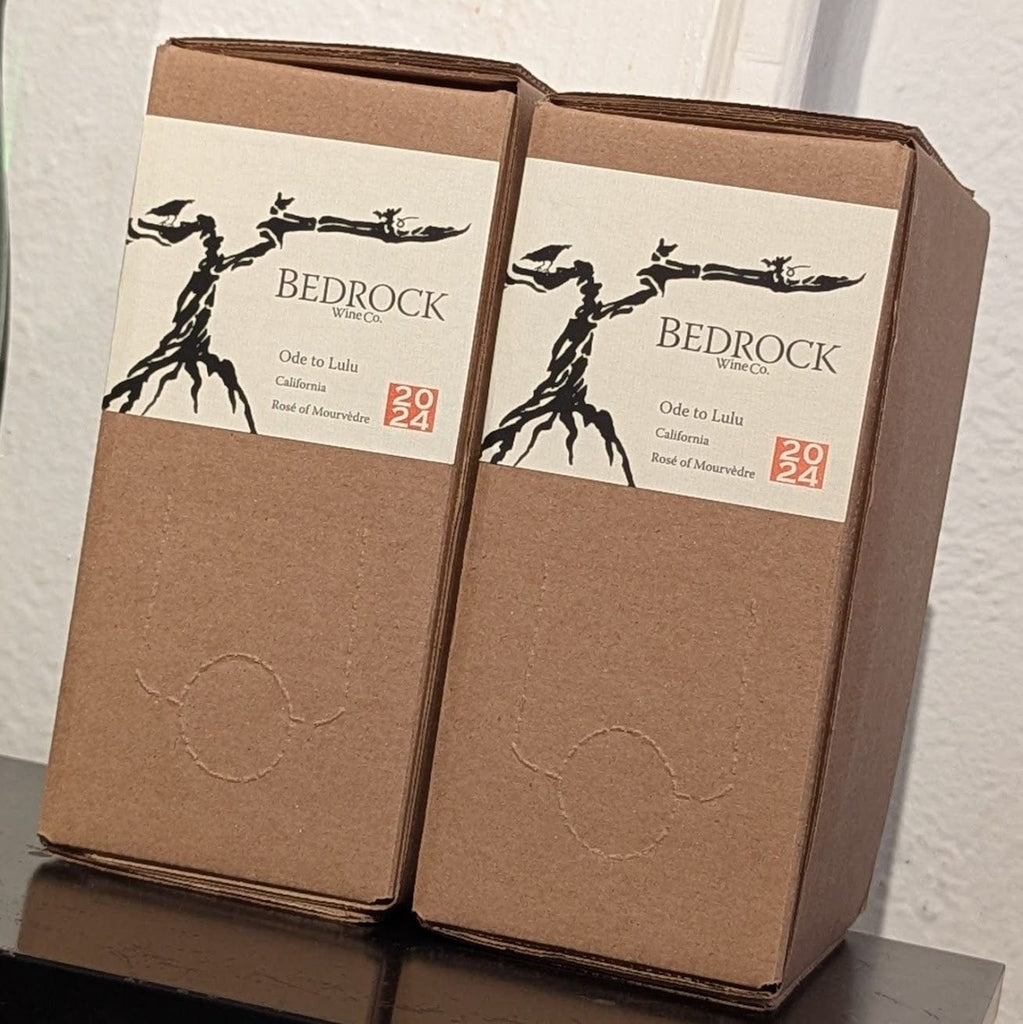 BEDROCK
Wine Co.
Ode to Lulu
California
Rosé of Mourvèdre
20
24
BEDROCK
Wine Co.
Ode to Lulu
California
Rosé of Mourvèdre
20
24